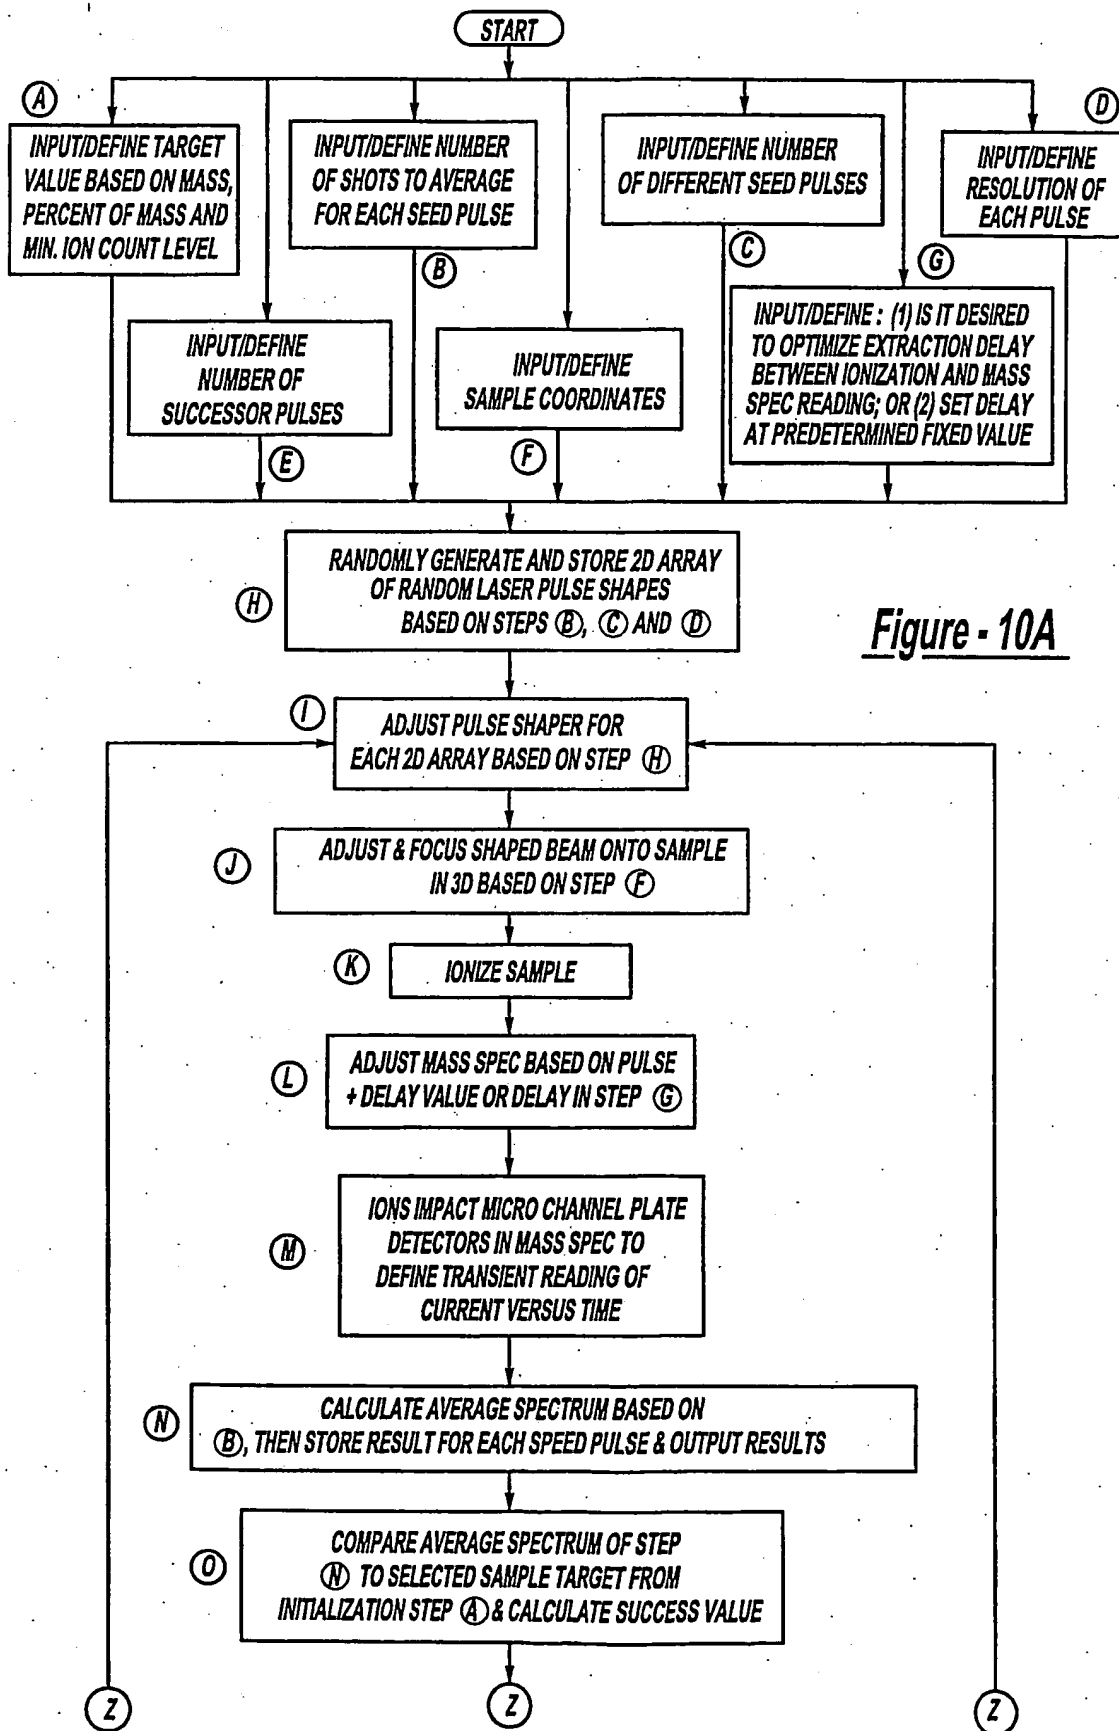 START
A
INPUT/DEFINE TARGET
VALUE BASED ON MASS,
PERCENT OF MASS AND
MIN. ION COUNT LEVEL
INPUT/DEFINE NUMBER
OF SHOTS TO AVERAGE
FOR EACH SEED PULSE
B
INPUT/DEFINE NUMBER
OF DIFFERENT SEED PULSES
C
D
INPUT/DEFINE
RESOLUTION OF
EACH PULSE
INPUT/DEFINE
NUMBER OF
SUCCESSOR PULSES
E
INPUT/DEFINE
SAMPLE COORDINATES
F
G
INPUT/DEFINE : (1) IS IT DESIRED
TO OPTIMIZE EXTRACTION DELAY
BETWEEN IONIZATION AND MASS
SPEC READING; OR (2) SET DELAY
AT PREDETERMINED FIXED VALUE
H
RANDOMLY GENERATE AND STORE 2D ARRAY
OF RANDOM LASER PULSE SHAPES
BASED ON STEPS B, C AND D
Figure - 10A
I
ADJUST PULSE SHAPER FOR
EACH 2D ARRAY BASED ON STEP H
J
ADJUST & FOCUS SHAPED BEAM ONTO SAMPLE
IN 3D BASED ON STEP F
K
IONIZE SAMPLE
L
ADJUST MASS SPEC BASED ON PULSE
+ DELAY VALUE OR DELAY IN STEP G
M
IONS IMPACT MICRO CHANNEL PLATE
DETECTORS IN MASS SPEC TO
DEFINE TRANSIENT READING OF
CURRENT VERSUS TIME
N
CALCULATE AVERAGE SPECTRUM BASED ON
B, THEN STORE RESULT FOR EACH SPEED PULSE & OUTPUT RESULTS
O
COMPARE AVERAGE SPECTRUM OF STEP
N TO SELECTED SAMPLE TARGET FROM
INITIALIZATION STEP A & CALCULATE SUCCESS VALUE
Z
Z
Z